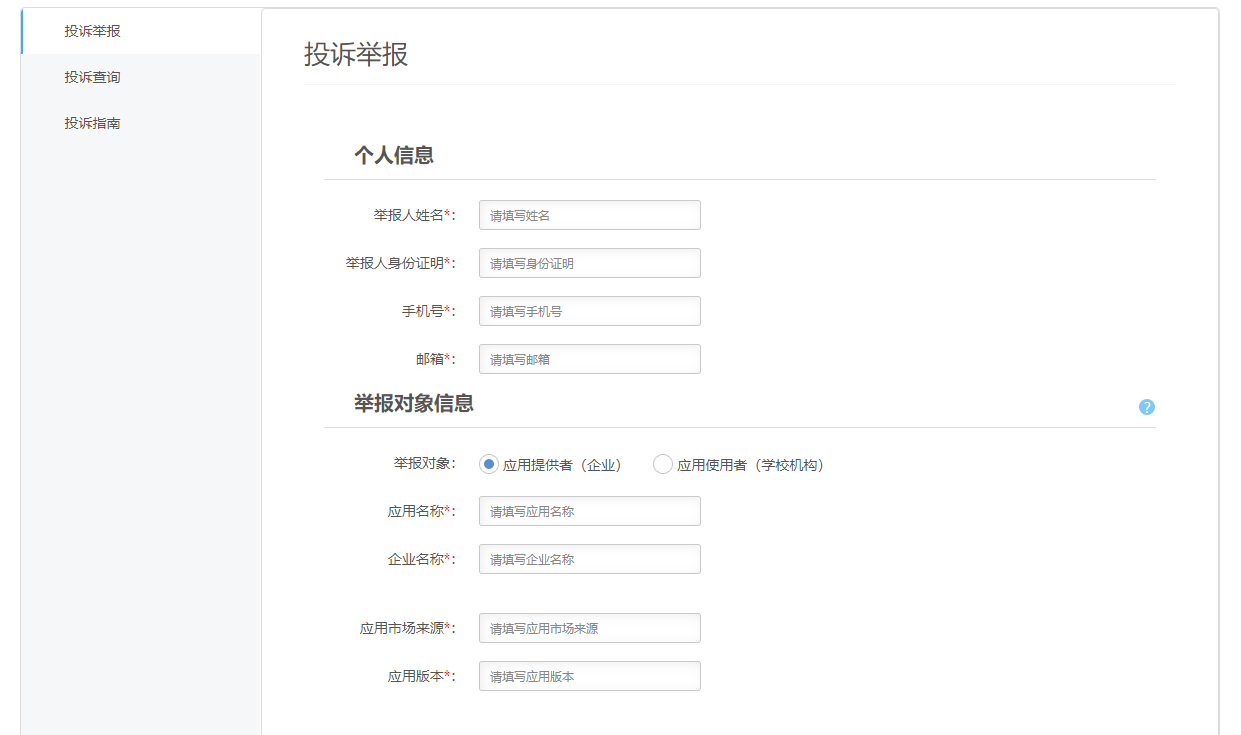 投诉举报
投诉查询
投诉指南
投诉举报
个人信息
举报人姓名*： 请填写姓名
举报人身份证明*： 请填写身份证明
手机号*： 请填写手机号
邮箱*： 请填写邮箱
举报对象信息 ?
举报对象： 应用提供者（企业） 应用使用者（学校机构）
应用名称*： 请填写应用名称
企业名称*： 请填写企业名称
应用市场来源*： 请填写应用市场来源
应用版本*： 请填写应用版本